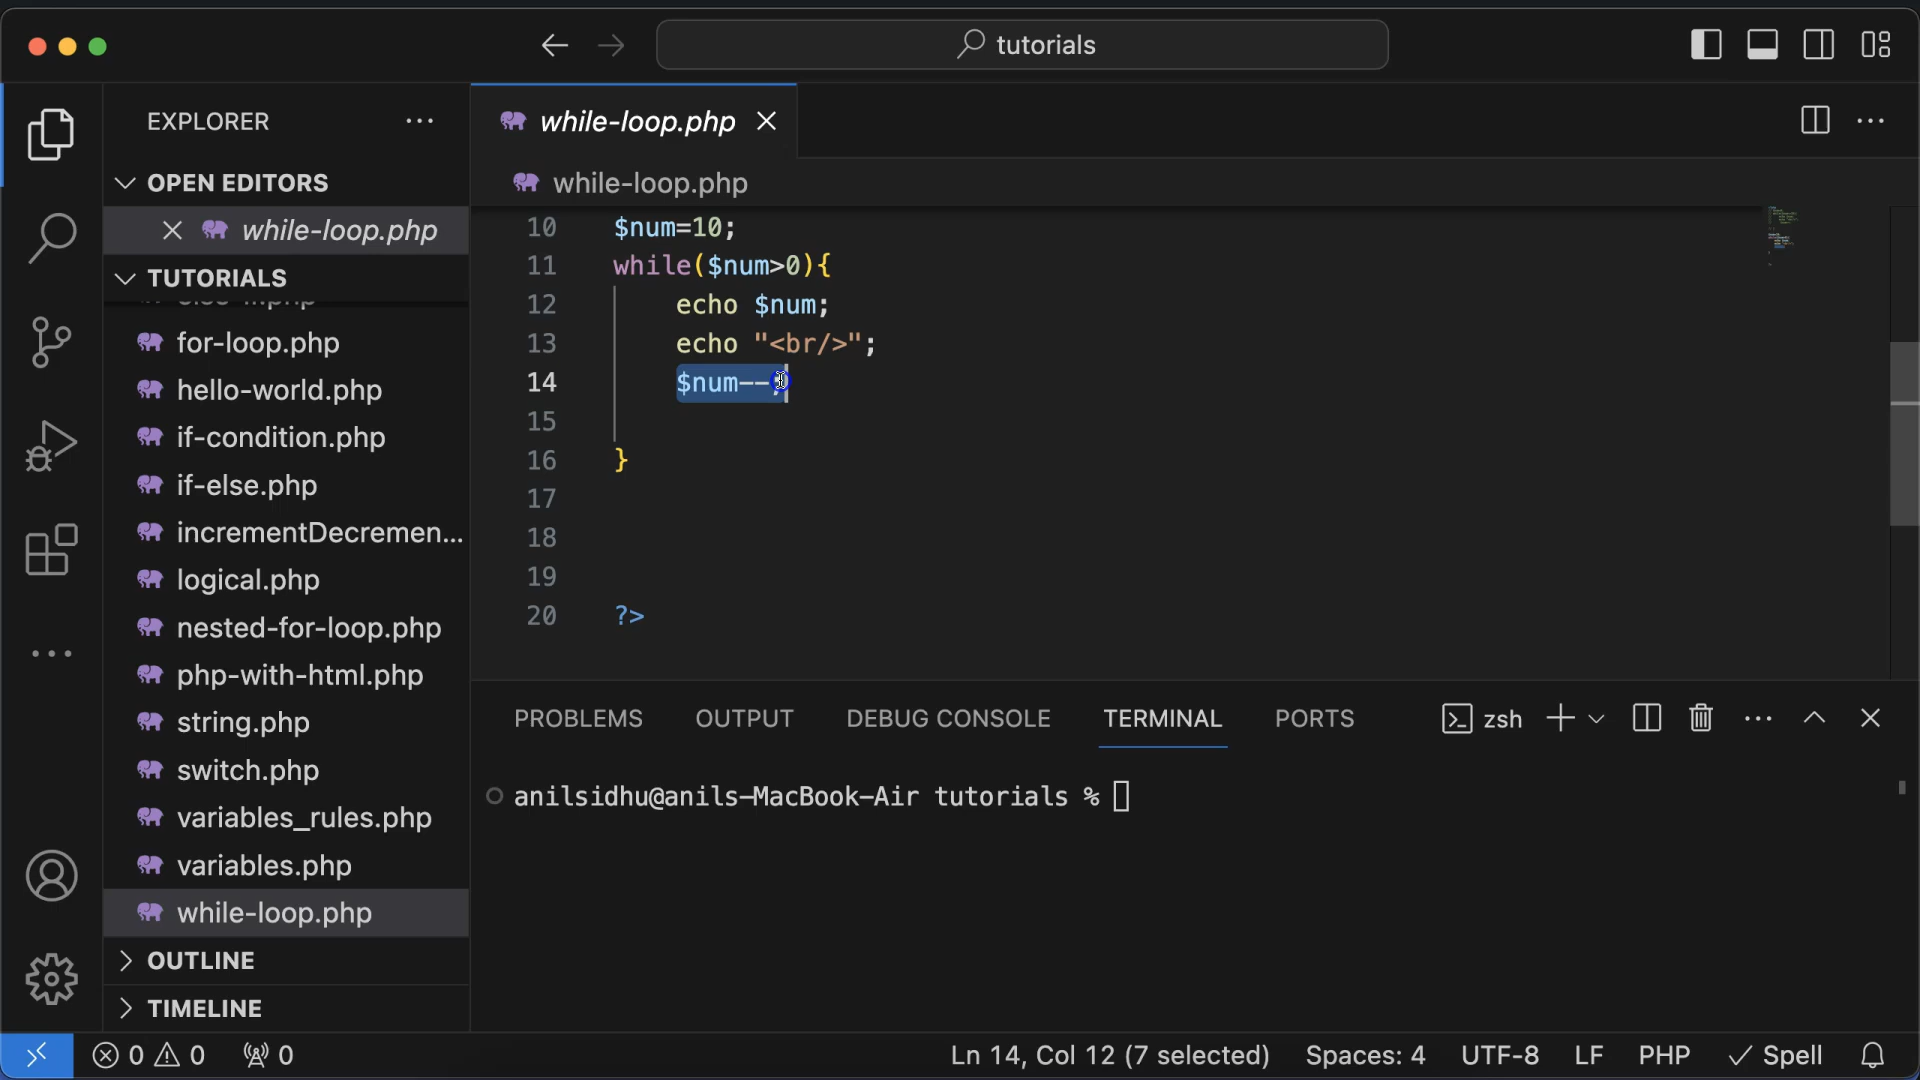 tutorials
EXPLORER
OPEN EDITORS
while-loop.php
TUTORIALS
for-loop.php
hello-world.php
if-condition.php
if-else.php
incrementDecremen...
logical.php
nested-for-loop.php
php-with-html.php
string.php
switch.php
variables_rules.php
variables.php
while-loop.php
OUTLINE
TIMELINE
while-loop.php
while-loop.php
10 $num=10;
11 while($num>0){
12 echo $num;
13 echo "<br/>";
14 $num--;
15
16 }
17
18
19
20 ?>
PROBLEMS OUTPUT DEBUG CONSOLE TERMINAL PORTS zsh
anilsidhu@anils-MacBook-Air tutorials %
0 0 0 Ln 14, Col 12 (7 selected) Spaces: 4 UTF-8 LF PHP Spell